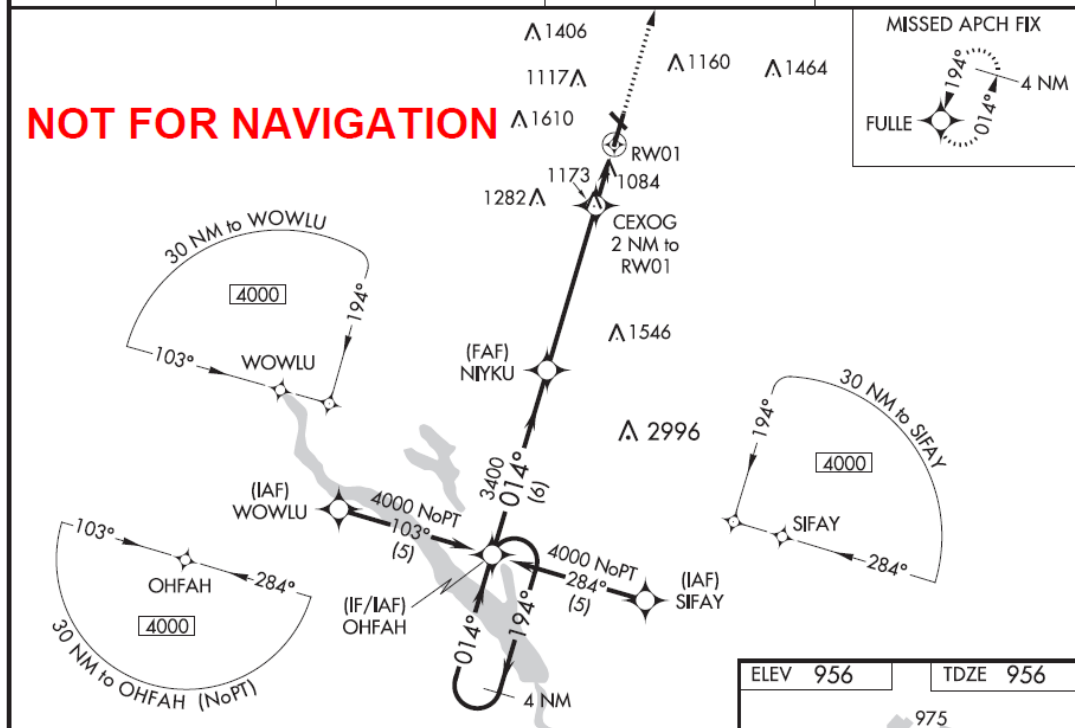 1406
1117
1160
1464
MISSED APCH FIX
194°
4 NM
014°
FULLE
NOT FOR NAVIGATION
1610
RW01
1173
1084
1282
CEXOG
2 NM to
RW01
30 NM to WOWLU
4000
194°
103°
WOWLU
1546
(FAF)
NIYKU
30 NM to SIFAY
194°
4000
2996
SIFAY
284°
3400
014°
(6)
(IAF)
WOWLU
4000 NoPT
103°
(5)
103°
OHFAH
284°
4000
30 NM to OHFAH (NoPT)
4000 NoPT
284°
(5)
(IAF)
SIFAY
(IF/IAF)
OHFAH
014°
194°
4 NM
ELEV 956
TDZE 956
975